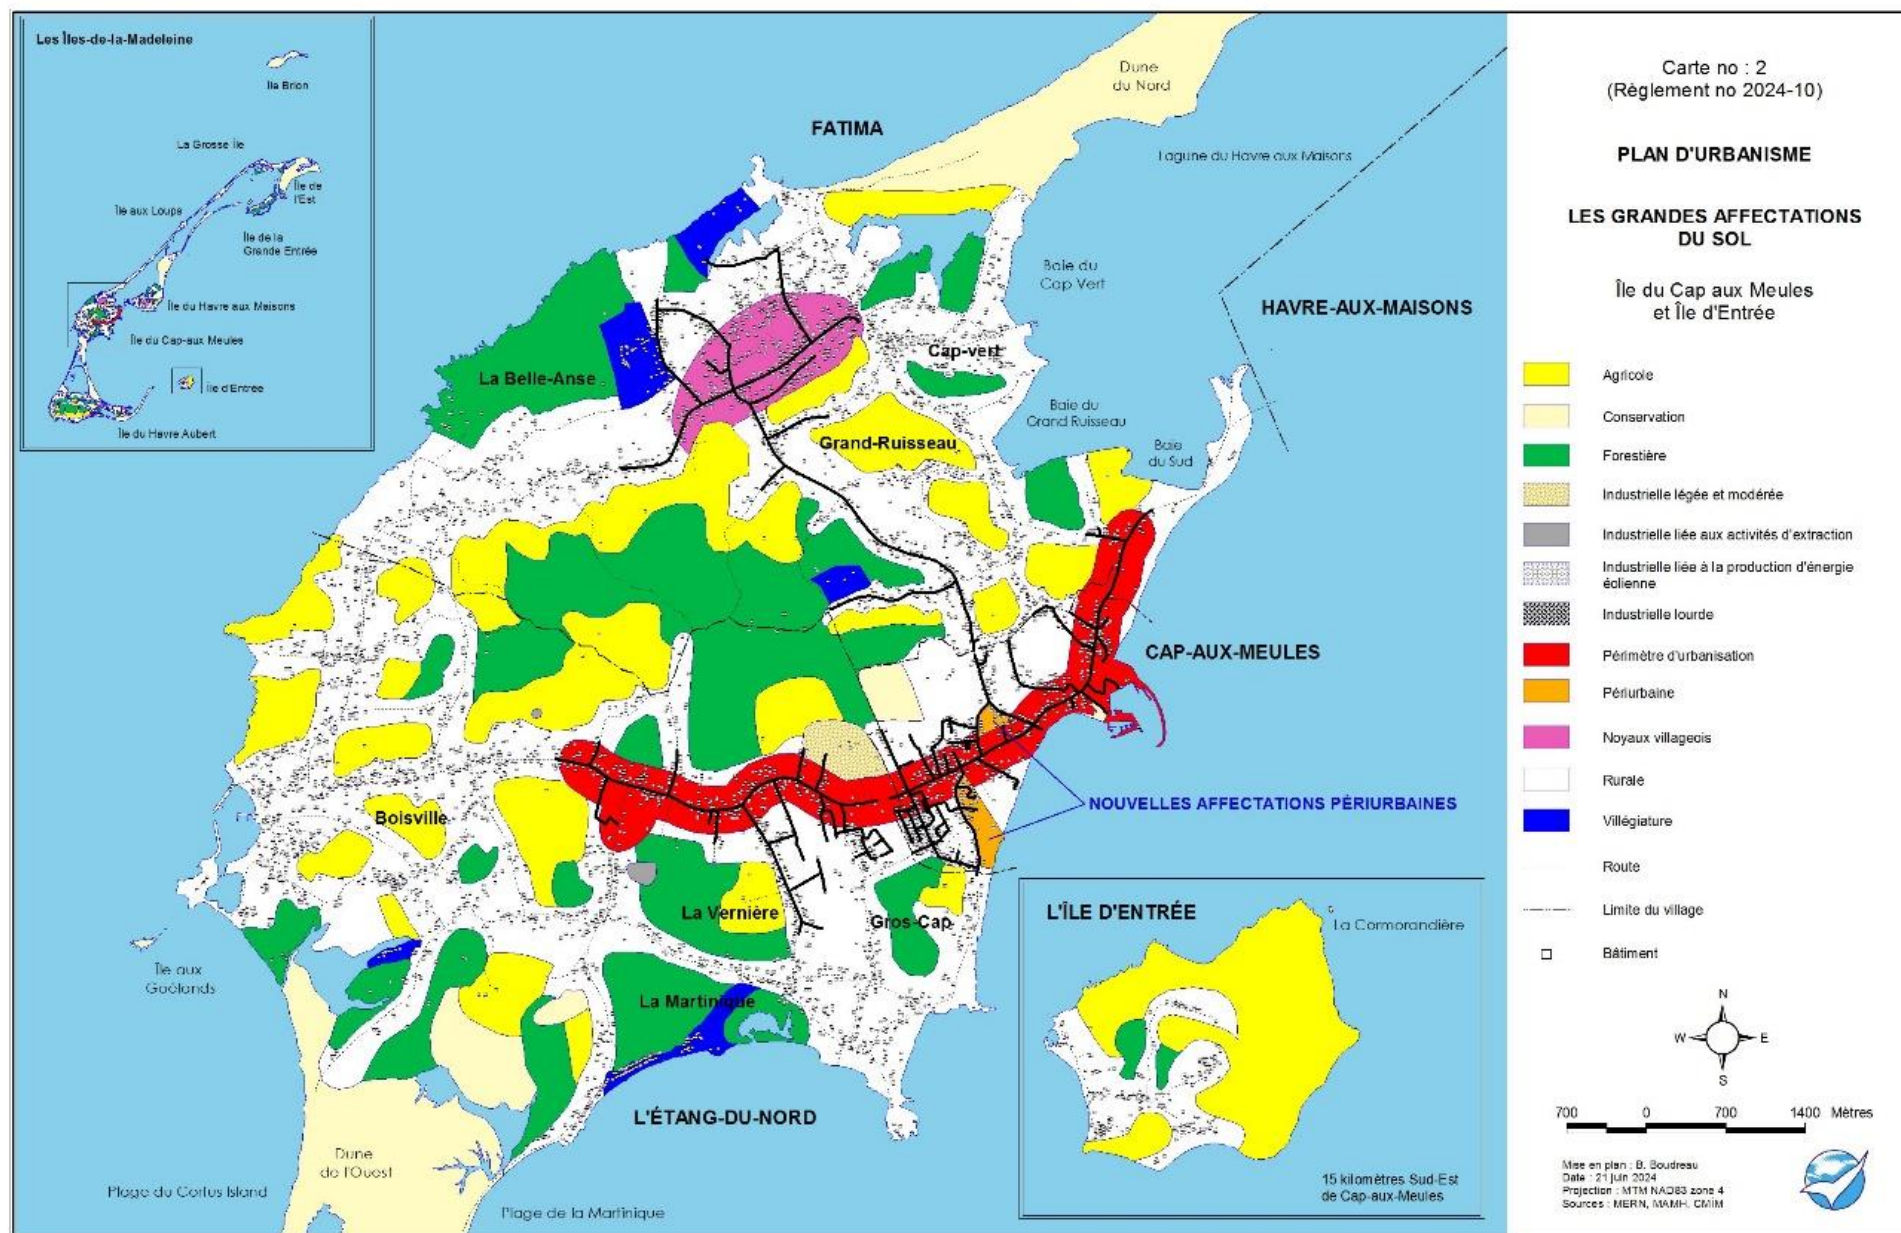 Les Îles-de-la-Madeleine
Île Brion
La Grosse Île
Île de
l'Est
Île aux Loups
Île de la
Grande Entrée
Île du Havre aux Maisons
Île du Cap-aux Meules
Île d'Entrée
Île du Havre Aubert
Dune
du Nord
FATIMA
Lagune du Havre aux Maisons
Baie du
Cap Vert
HAVRE-AUX-MAISONS
Cap-vert
La Belle-Anse
Baie du
Grand Ruisseau
Grand-Ruisseau
Baie
du Sud
CAP-AUX-MEULES
NOUVELLES AFFECTATIONS PÉRIURBAINES
Boisville
La Vernière
Gros-Cap
Île aux
Goélands
La Martinique
L'ÉTANG-DU-NORD
Dune
de l'Ouest
Plage du Corfus Island
Plage de la Martinique
L'ÎLE D'ENTRÉE
La Cormorandière
15 kilomètres Sud-Est
de Cap-aux-Meules
Carte no : 2
(Règlement no 2024-10)
PLAN D'URBANISME
LES GRANDES AFFECTATIONS
DU SOL
Île du Cap aux Meules
et Île d'Entrée
Agricole
Conservation
Forestière
Industrielle légée et modérée
Industrielle liée aux activités d'extraction
Industrielle liée à la production d'énergie
éolienne
Industrielle lourde
Périmètre d'urbanisation
Périurbaine
Noyaux villageois
Rurale
Villégiature
Route
Limite du village
Bâtiment
N
W E
S
700 0 700 1400 Mètres
Mise en plan : B. Boudreau
Date : 21 juin 2024
Projection : MTM NAD83 zone 4
Sources : MERN, MAMH, CMIM